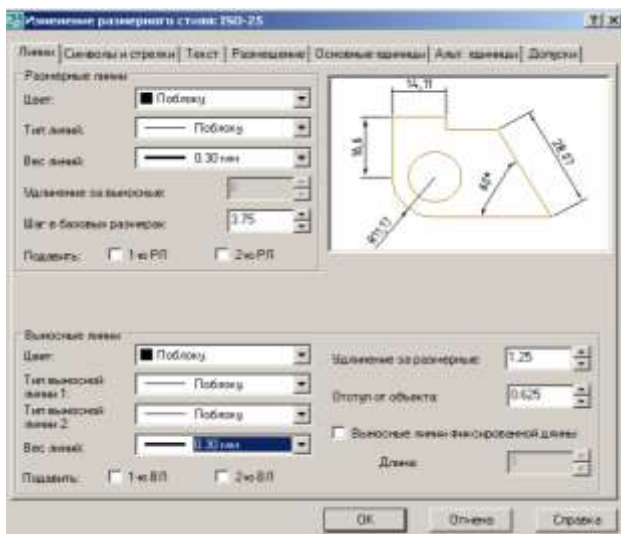 Изменение размерного стиля: ISO-25
Линии Символы и стрелки Текст Размещение Основные единицы Альт. единицы Допуски
Размерные линии
Цвет: Поблоку
Тип линий: Поблоку
Вес линий: 0.30 мм
Удлинение за выносные:
Шаг в базовых размерах: 3.75
Подавить: 1-ю РЛ 2-ю РЛ
14,11
16,6
28,07
60°
R11,17
Выносные линии
Цвет: Поблоку
Тип выносной линии 1: Поблоку
Тип выносной линии 2: Поблоку
Вес линий: 0.30 мм
Подавить: 1-ю ВЛ 2-ю ВЛ
Удлинение за размерные: 1.25
Отступ от объекта: 0.625
Выносные линии фиксированной длины
Длина:
OK Отмена Справка